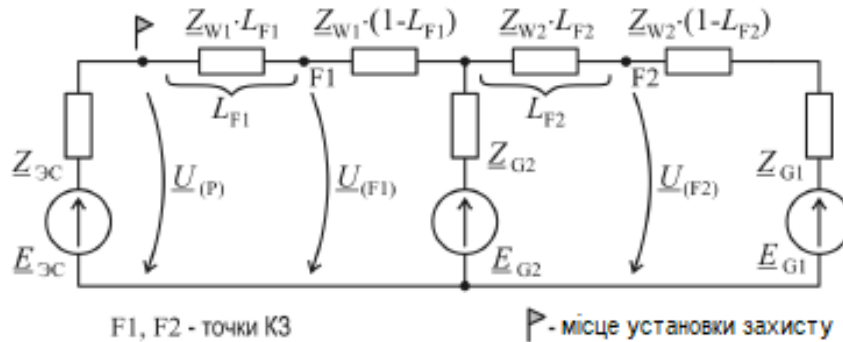 Z_W1·L_F1 Z_W1·(1-L_F1) Z_W2·L_F2 Z_W2·(1-L_F2)
F1 F2
L_F1 L_F2
Z_ЭС U_(P) U_(F1) Z_G2 U_(F2) Z_G1
E_ЭС E_G2 E_G1
F1, F2 - точки КЗ - місце установки захисту